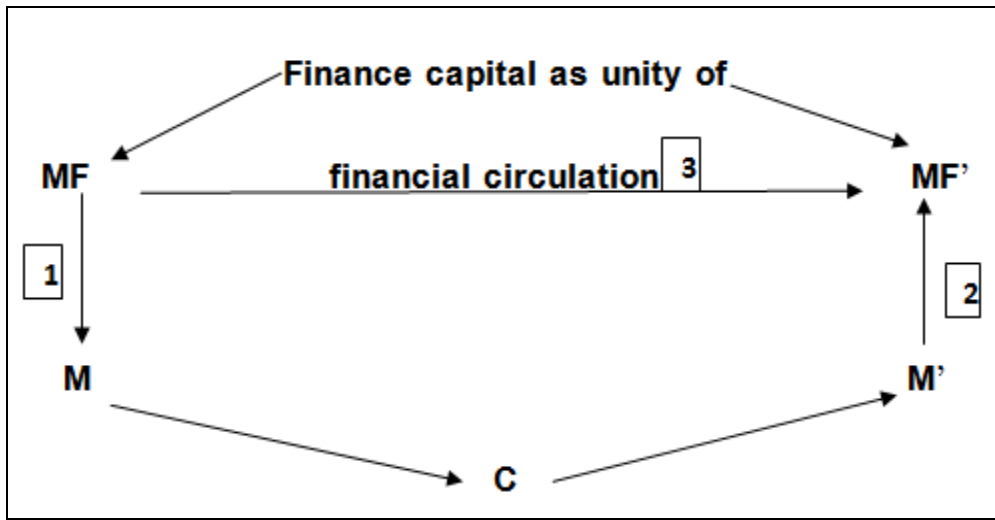 Finance capital as unity of
MF financial circulation 3 MF’
1 2
M M’
C